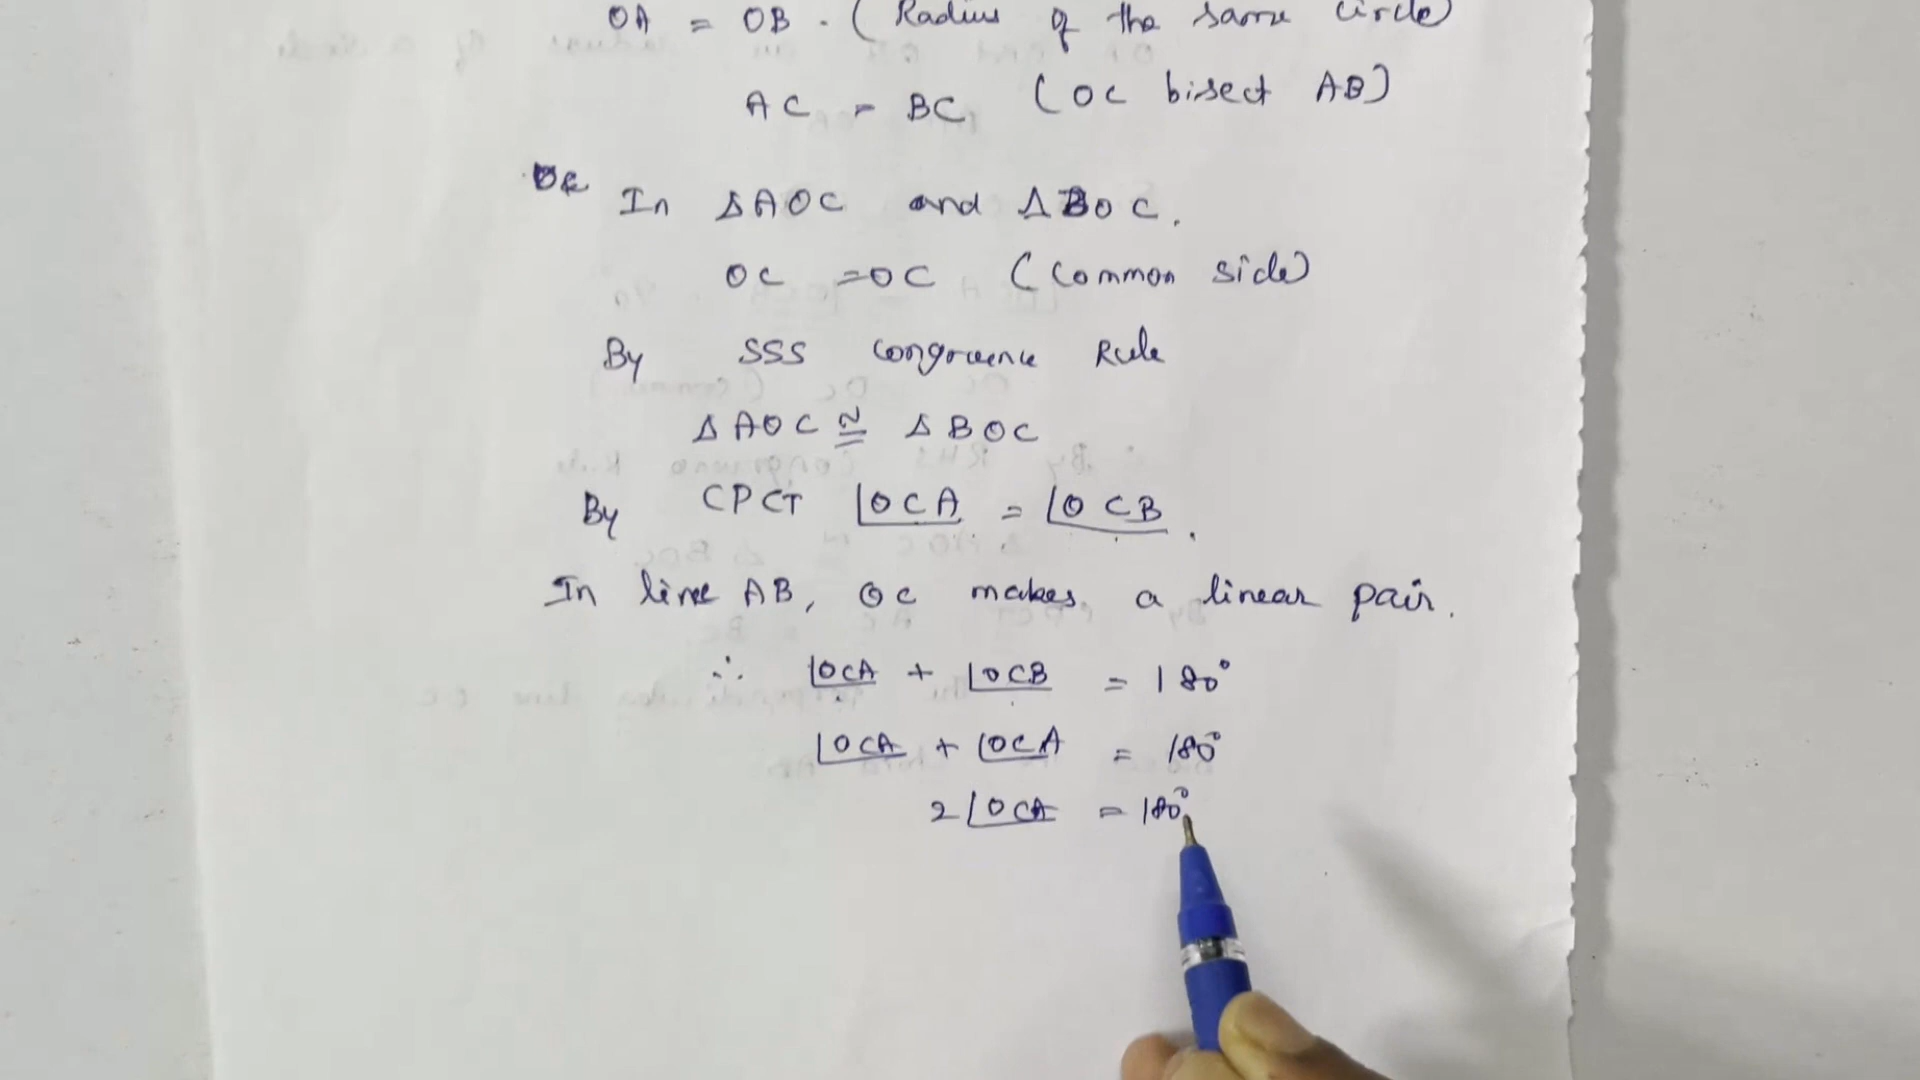 OA = OB . (Radius of the same circle)
AC = BC (OC bisect AB)
In ΔAOC and ΔBOC.
OC = OC (Common side)
By SSS congruence Rule
ΔAOC ≅ ΔBOC
By CPCT ∠OCA = ∠OCB.
In line AB, OC makes a linear pair.
∴ ∠OCA + ∠OCB = 180°
∠OCA + ∠OCA = 180°
2∠OCA = 180°